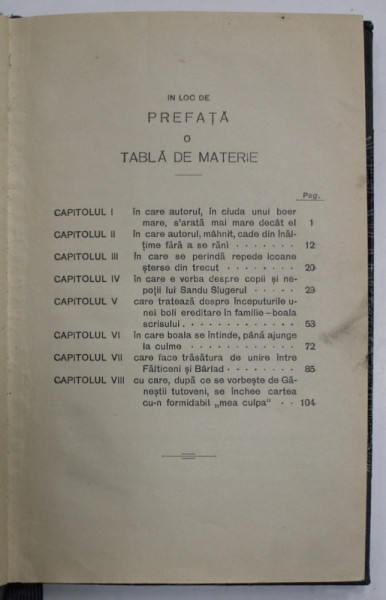 IN LOC DE
PREFAȚĂ
O
TABLĂ DE MATERIE
Pag.
CAPITOLUL I în care autorul, în ciuda unui boer
mare, s'arată mai mare decât el 1
CAPITOLUL II în care autorul, mâhnit, cade din înăl-
țime fără a se răni · · · · · · · 12
CAPITOLUL III în care se perindă repede icoane
șterse din trecut · · · · · · · · 20
CAPITOLUL IV în care e vorba despre copii și ne-
poții lui Sandu Slugerul · · · · · 29
CAPITOLUL V care tratează despre începuturile u-
nei boli ereditare în familie—boala
scrisului. · · · · · · · · · · · · 53
CAPITOLUL VI în care boala se întinde, până ajunge
la culme · · · · · · · · · · · · 72
CAPITOLUL VII care face trăsătura de unire între
Fălticeni și Bârlad · · · · · · · · 85
CAPITOLUL VIII cu care, după ce se vorbește de Gă-
neștii tutoveni, se închee cartea
cu-n formidabil „mea culpa" · · 104